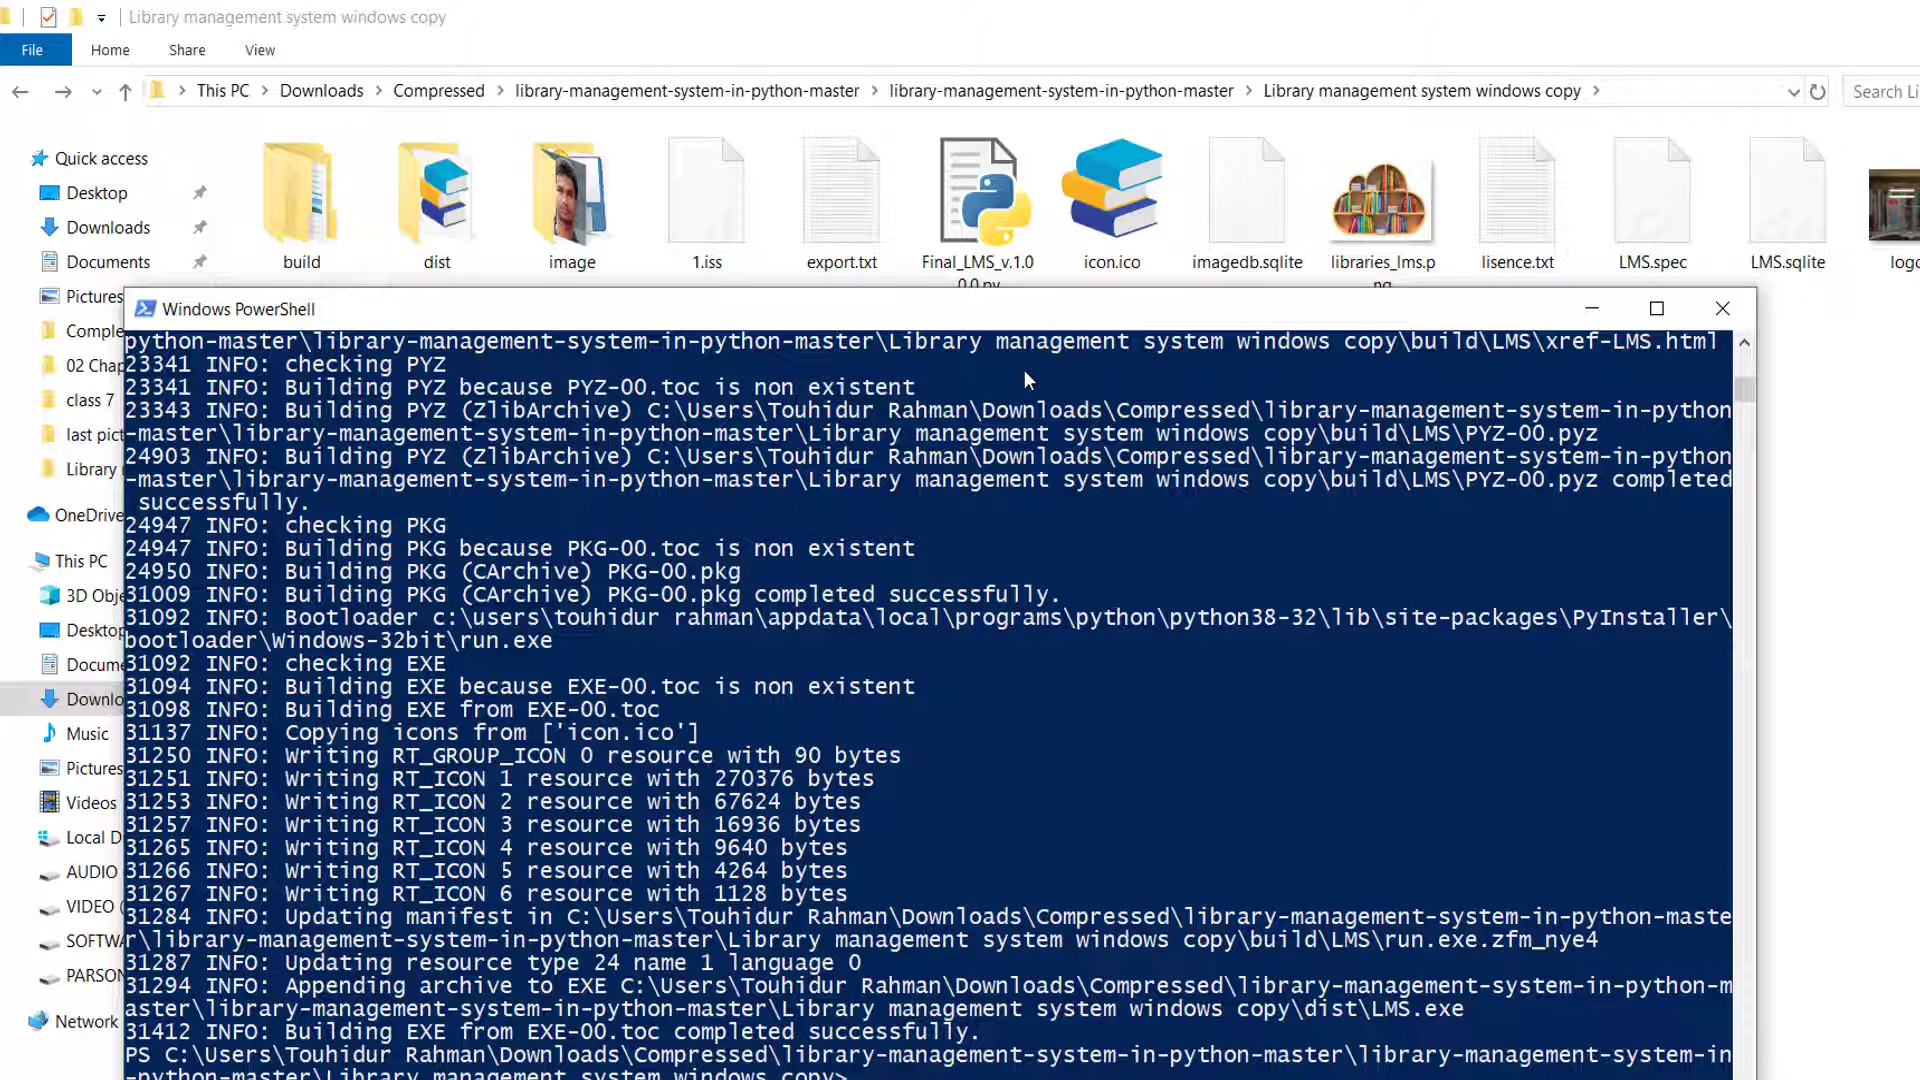 Library management system windows copy
File Home Share View
This PC Downloads Compressed library-management-system-in-python-master library-management-system-in-python-master Library management system windows copy
Search Li
Quick access
Desktop
Downloads
Documents
Pictures
Comple
02 Chap
class 7
last pict
Library
OneDrive
This PC
3D Obje
Desktop
Docume
Downlo
Music
Pictures
Videos
Local D
AUDIO
VIDEO (
SOFTWA
PARSON
Network
build dist image 1.iss export.txt Final_LMS_v.1.0 icon.ico imagedb.sqlite libraries_lms.p lisence.txt LMS.spec LMS.sqlite logo
0.0.py ng
Windows PowerShell
python-master\library-management-system-in-python-master\Library management system windows copy\build\LMS\xref-LMS.html
23341 INFO: checking PYZ
23341 INFO: Building PYZ because PYZ-00.toc is non existent
23343 INFO: Building PYZ (ZlibArchive) C:\Users\Touhidur Rahman\Downloads\Compressed\library-management-system-in-python
-master\library-management-system-in-python-master\Library management system windows copy\build\LMS\PYZ-00.pyz
24903 INFO: Building PYZ (ZlibArchive) C:\Users\Touhidur Rahman\Downloads\Compressed\library-management-system-in-python
-master\library-management-system-in-python-master\Library management system windows copy\build\LMS\PYZ-00.pyz completed
successfully.
24947 INFO: checking PKG
24947 INFO: Building PKG because PKG-00.toc is non existent
24950 INFO: Building PKG (CArchive) PKG-00.pkg
31009 INFO: Building PKG (CArchive) PKG-00.pkg completed successfully.
31092 INFO: Bootloader c:\users\touhidur rahman\appdata\local\programs\python\python38-32\lib\site-packages\PyInstaller\
bootloader\Windows-32bit\run.exe
31092 INFO: checking EXE
31094 INFO: Building EXE because EXE-00.toc is non existent
31098 INFO: Building EXE from EXE-00.toc
31137 INFO: Copying icons from ['icon.ico']
31250 INFO: Writing RT_GROUP_ICON 0 resource with 90 bytes
31251 INFO: Writing RT_ICON 1 resource with 270376 bytes
31253 INFO: Writing RT_ICON 2 resource with 67624 bytes
31257 INFO: Writing RT_ICON 3 resource with 16936 bytes
31265 INFO: Writing RT_ICON 4 resource with 9640 bytes
31266 INFO: Writing RT_ICON 5 resource with 4264 bytes
31267 INFO: Writing RT_ICON 6 resource with 1128 bytes
31284 INFO: Updating manifest in C:\Users\Touhidur Rahman\Downloads\Compressed\library-management-system-in-python-maste
r\library-management-system-in-python-master\Library management system windows copy\build\LMS\run.exe.zfm_nye4
31287 INFO: Updating resource type 24 name 1 language 0
31294 INFO: Appending archive to EXE C:\Users\Touhidur Rahman\Downloads\Compressed\library-management-system-in-python-m
aster\library-management-system-in-python-master\Library management system windows copy\dist\LMS.exe
31412 INFO: Building EXE from EXE-00.toc completed successfully.
PS C:\Users\Touhidur Rahman\Downloads\Compressed\library-management-system-in-python-master\library-management-system-in
-python-master\Library management system windows copy>